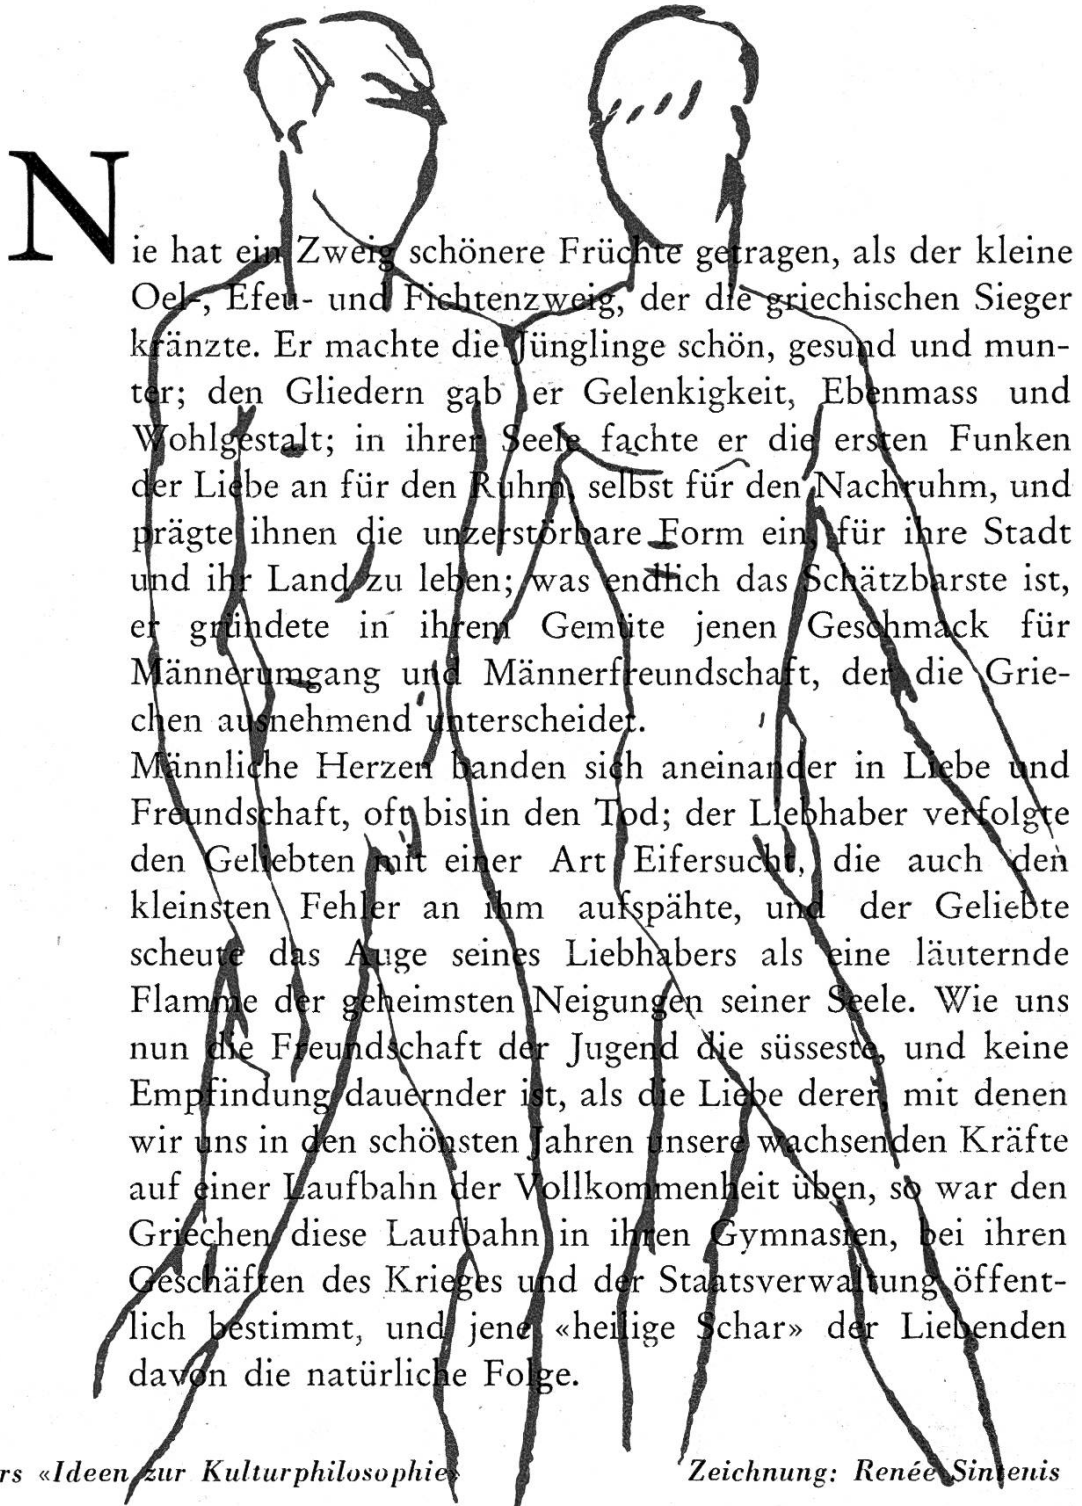 Nie hat ein Zweig schönere Früchte getragen, als der kleine
Oel-, Efeu- und Fichtenzweig, der die griechischen Sieger
kränzte. Er machte die Jünglinge schön, gesund und mun-
ter; den Gliedern gab er Gelenkigkeit, Ebenmass und
Wohlgestalt; in ihrer Seele fachte er die ersten Funken
der Liebe an für den Ruhm, selbst für den Nachruhm, und
prägte ihnen die unzerstörbare Form ein, für ihre Stadt
und ihr Land zu leben; was endlich das Schätzbarste ist,
er gründete in ihrem Gemüte jenen Geschmack für
Männerumgang und Männerfreundschaft, der die Grie-
chen ausnehmend unterscheidet.
Männliche Herzen banden sich aneinander in Liebe und
Freundschaft, oft bis in den Tod; der Liebhaber verfolgte
den Geliebten mit einer Art Eifersucht, die auch den
kleinsten Fehler an ihm aufspähte, und der Geliebte
scheute das Auge seines Liebhabers als eine läuternde
Flamme der geheimsten Neigungen seiner Seele. Wie uns
nun die Freundschaft der Jugend die süsseste, und keine
Empfindung dauernder ist, als die Liebe derer, mit denen
wir uns in den schönsten Jahren unsere wachsenden Kräfte
auf einer Laufbahn der Vollkommenheit üben, so war den
Griechen diese Laufbahn in ihren Gymnasien, bei ihren
Geschäften des Krieges und der Staatsverwaltung öffent-
lich bestimmt, und jene «heilige Schar» der Liebenden
davon die natürliche Folge.
rs «Ideen zur Kulturphilosophie» Zeichnung: Renée Sintenis